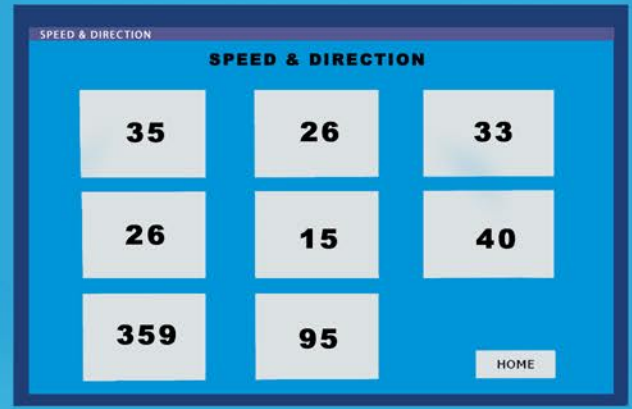 SPEED & DIRECTION
SPEED & DIRECTION
35 26 33
26 15 40
359 95
HOME